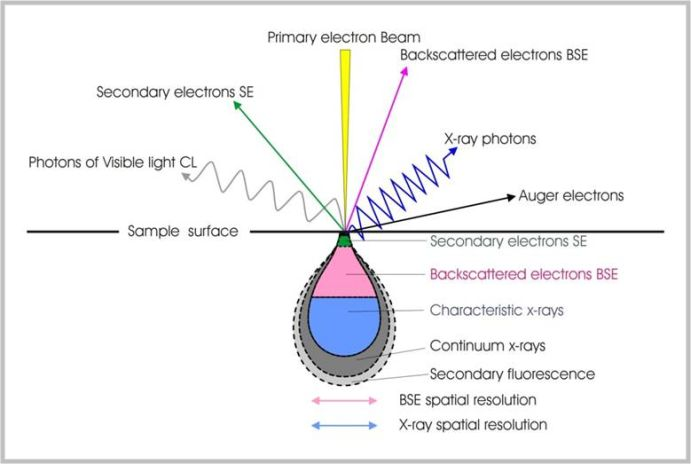 Primary electron Beam
Backscattered electrons BSE
Secondary electrons SE
X-ray photons
Photons of Visible light CL
Auger electrons
Sample surface
Secondary electrons SE
Backscattered electrons BSE
Characteristic x-rays
Continuum x-rays
Secondary fluorescence
BSE spatial resolution
X-ray spatial resolution